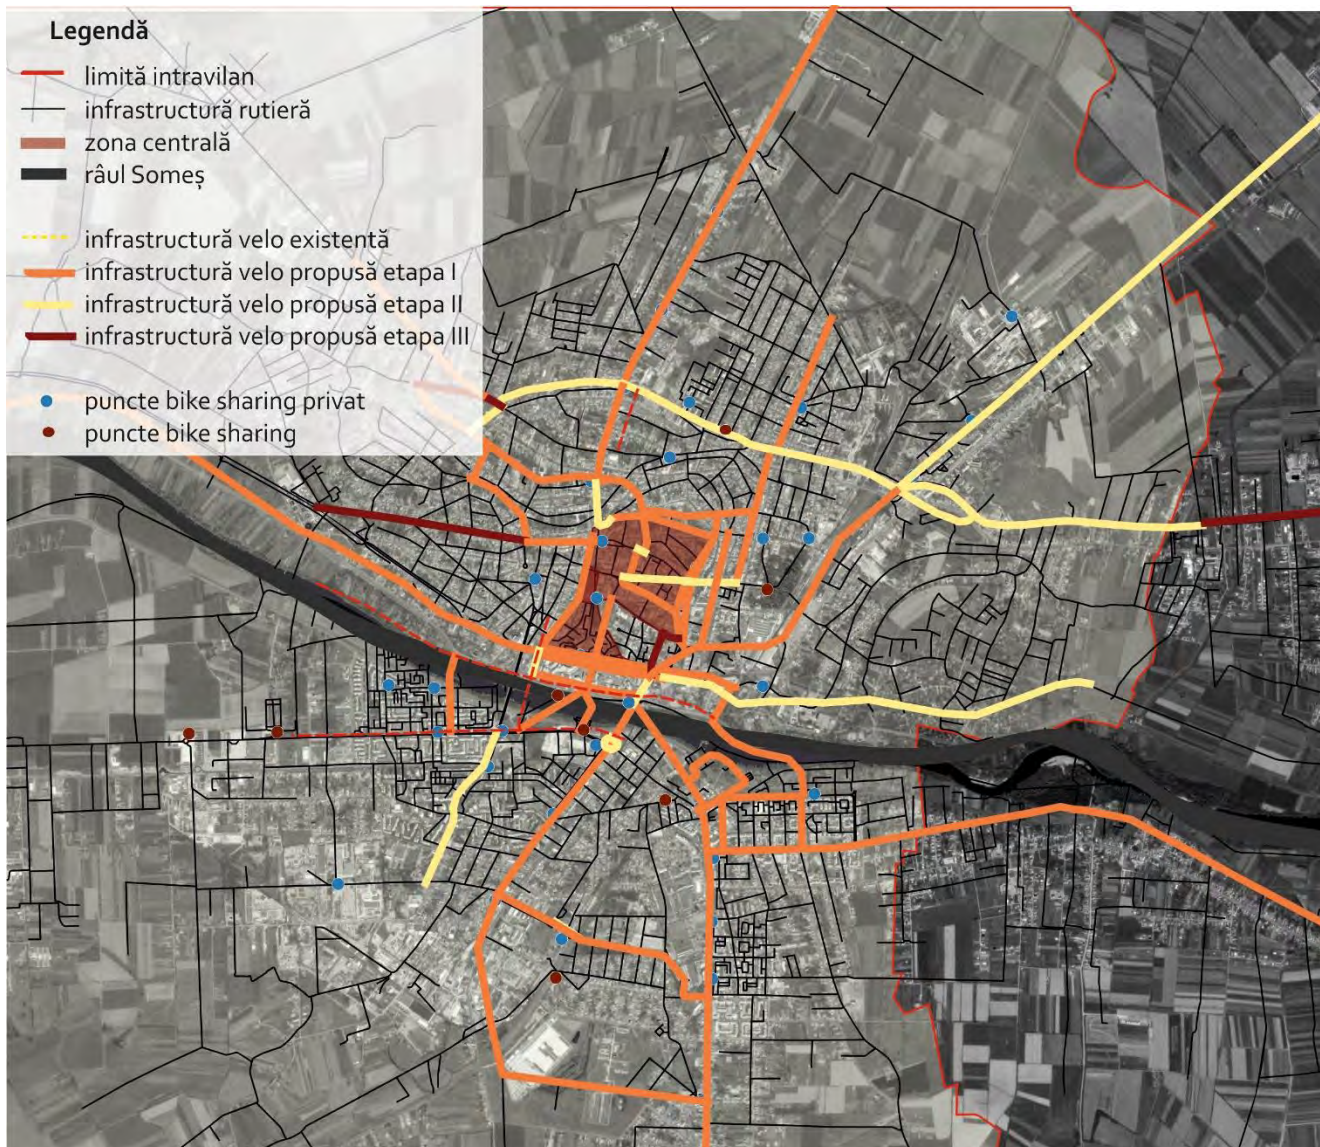 Legendă
limită intravilan
infrastructură rutieră
zona centrală
râul Someș
infrastructură velo existentă
infrastructură velo propusă etapa I
infrastructură velo propusă etapa II
infrastructură velo propusă etapa III
puncte bike sharing privat
puncte bike sharing